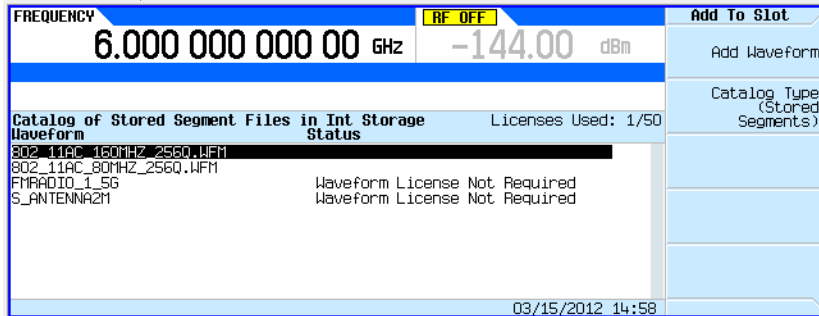 FREQUENCY RF OFF Add To Slot
6.000 000 000 00 GHz -144.00 dBm
Add Waveform
Catalog Type
(Stored
Segments)
Catalog of Stored Segment Files in Int Storage Licenses Used: 1/50
Waveform Status
802_11AC_160MHZ_256Q.WFM
802_11AC_80MHZ_256Q.WFM
FMRADIO_1_5G Waveform License Not Required
S_ANTENNA2M Waveform License Not Required
03/15/2012 14:58